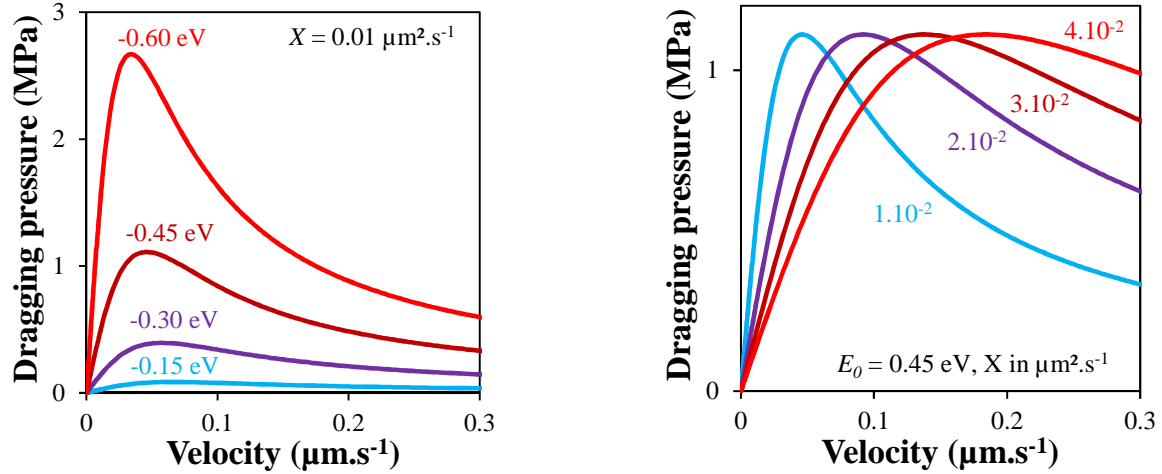 Dragging pressure (MPa)
3
2
1
0
-0.60 eV
X = 0.01 µm².s⁻¹
-0.45 eV
-0.30 eV
-0.15 eV
0
0.1
0.2
0.3
Velocity (µm.s⁻¹)
Dragging pressure (MPa)
1
0
4.10⁻²
3.10⁻²
2.10⁻²
1.10⁻²
E₀ = 0.45 eV, X in µm².s⁻¹
0
0.1
0.2
0.3
Velocity (µm.s⁻¹)